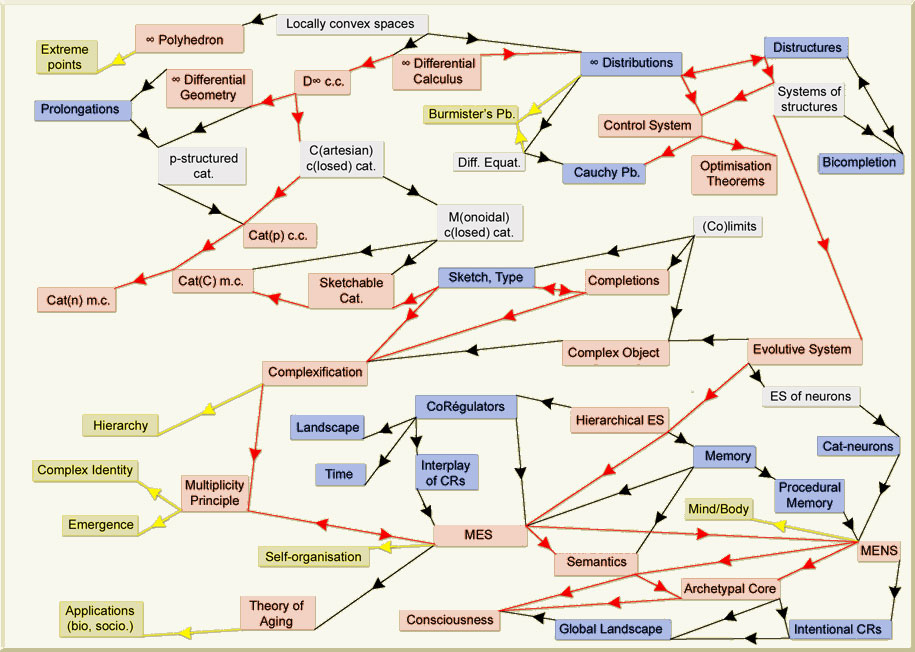 Locally convex spaces
∞ Polyhedron
Extreme
points
Distructures
∞ Differential
Calculus
∞ Distributions
∞ Differential
Geometry
D∞ c.c.
Systems of
structures
Prolongations
Burmister's Pb.
Control System
p-structured
cat.
C(artesian)
c(losed) cat.
Diff. Equat.
Cauchy Pb.
Optimisation
Theorems
Bicompletion
Cat(p) c.c.
M(onoidal)
c(losed) cat.
(Co)limits
Cat(n) m.c.
Cat(C) m.c.
Sketchable
Cat.
Sketch, Type
Completions
Complexification
Complex Object
Evolutive System
ES of neurons
Hierarchy
Landscape
CoRégulators
Hierarchical ES
Cat-neurons
Complex Identity
Time
Interplay
of CRs
Memory
Multiplicity
Principle
Procedural
Memory
Emergence
Mind/Body
MES
Self-organisation
MENS
Semantics
Archetypal Core
Applications
(bio, socio.)
Theory of
Aging
Consciousness
Global Landscape
Intentional CRs